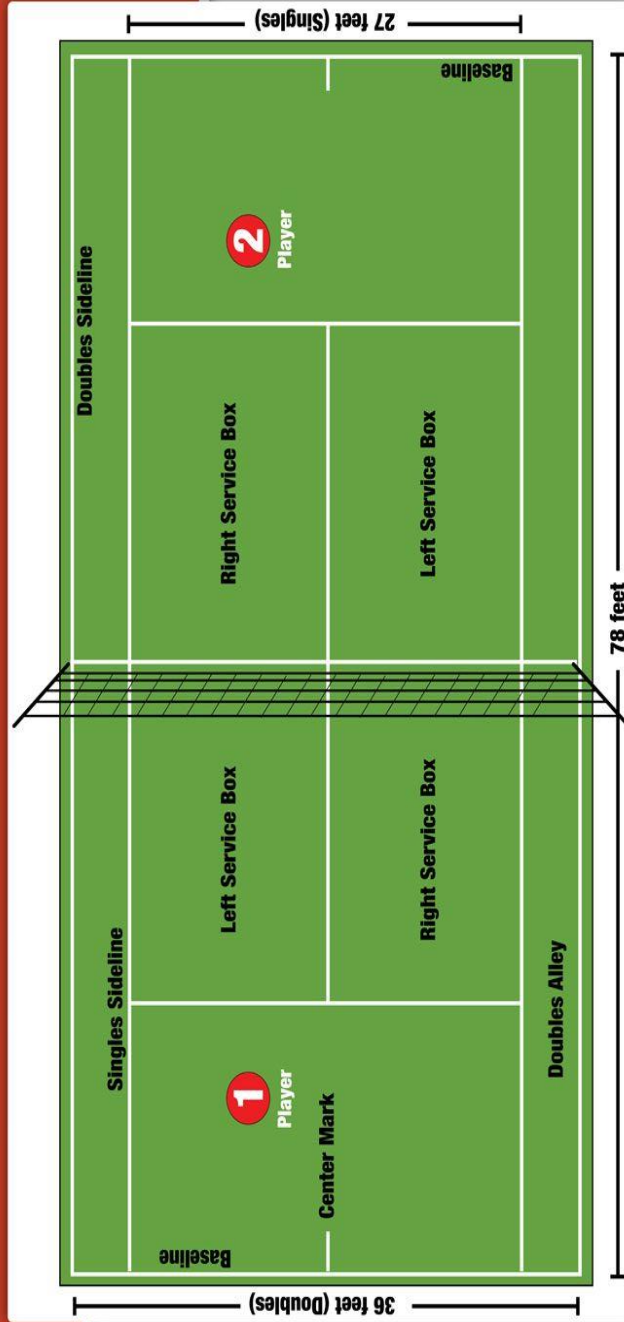 36 feet (Doubles)
Baseline
Singles Sideline
1
Player
Center Mark
Doubles Alley
Left Service Box
Right Service Box
78 feet
Doubles Sideline
Right Service Box
Left Service Box
2
Player
Baseline
27 feet (Singles)